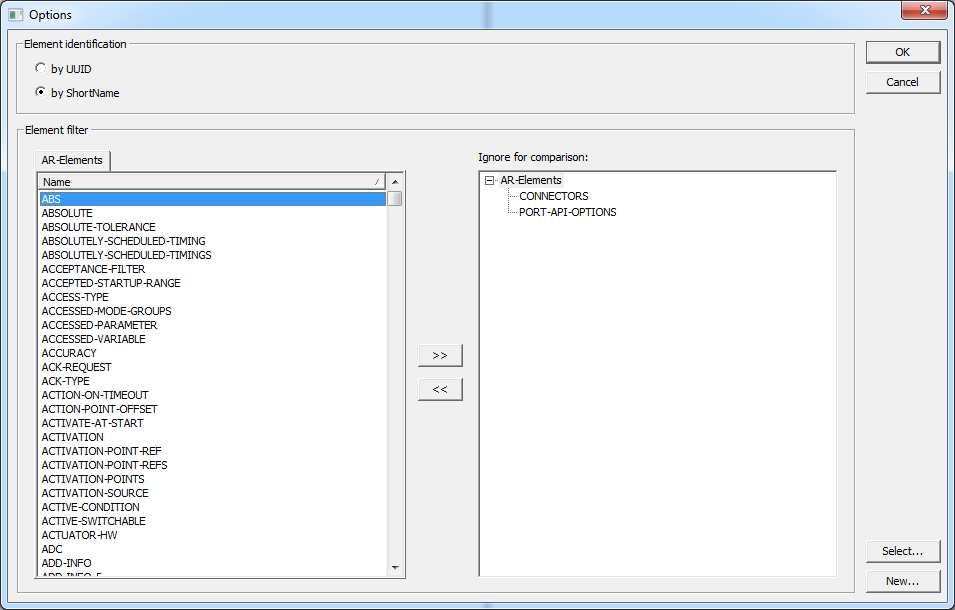 Options
Element identification
by UUID
by ShortName
OK
Cancel
Element filter
AR-Elements
Name
ABS
ABSOLUTE
ABSOLUTE-TOLERANCE
ABSOLUTELY-SCHEDULED-TIMING
ABSOLUTELY-SCHEDULED-TIMINGS
ACCEPTANCE-FILTER
ACCEPTED-STARTUP-RANGE
ACCESS-TYPE
ACCESSED-MODE-GROUPS
ACCESSED-PARAMETER
ACCESSED-VARIABLE
ACCURACY
ACK-REQUEST
ACK-TYPE
ACTION-ON-TIMEOUT
ACTION-POINT-OFFSET
ACTIVATE-AT-START
ACTIVATION
ACTIVATION-POINT-REF
ACTIVATION-POINT-REFS
ACTIVATION-POINTS
ACTIVATION-SOURCE
ACTIVE-CONDITION
ACTIVE-SWITCHABLE
ACTUATOR-HW
ADC
ADD-INFO
>>
<<
Ignore for comparison:
AR-Elements
CONNECTORS
PORT-API-OPTIONS
Select...
New...